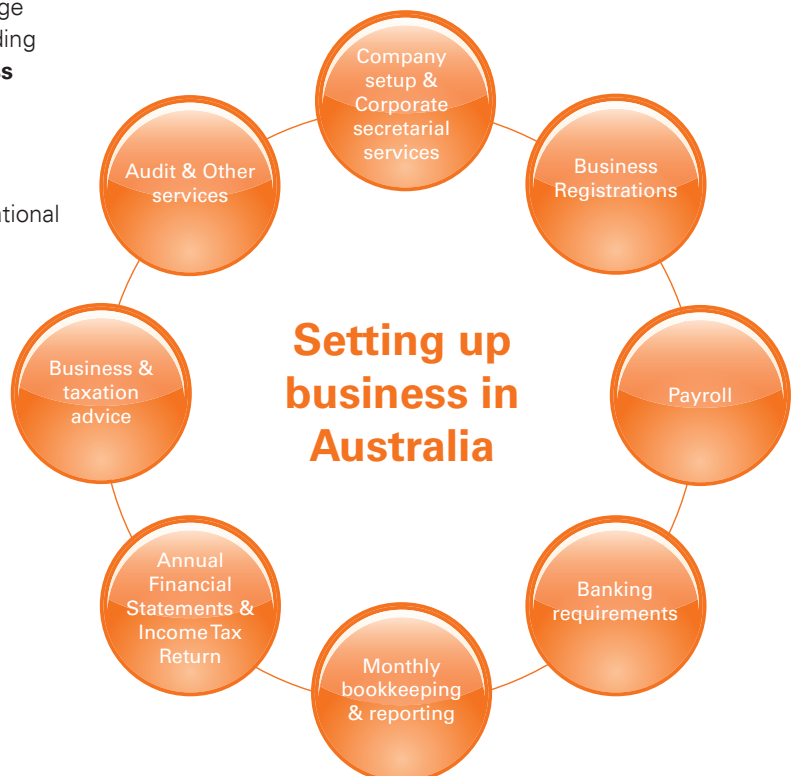 Company
setup &
Corporate
secretarial
services
Business
Registrations
Payroll
Banking
requirements
Monthly
bookkeeping
& reporting
Annual
Financial
Statements &
Income Tax
Return
Business &
taxation
advice
Audit & Other
services
Setting up
business in
Australia